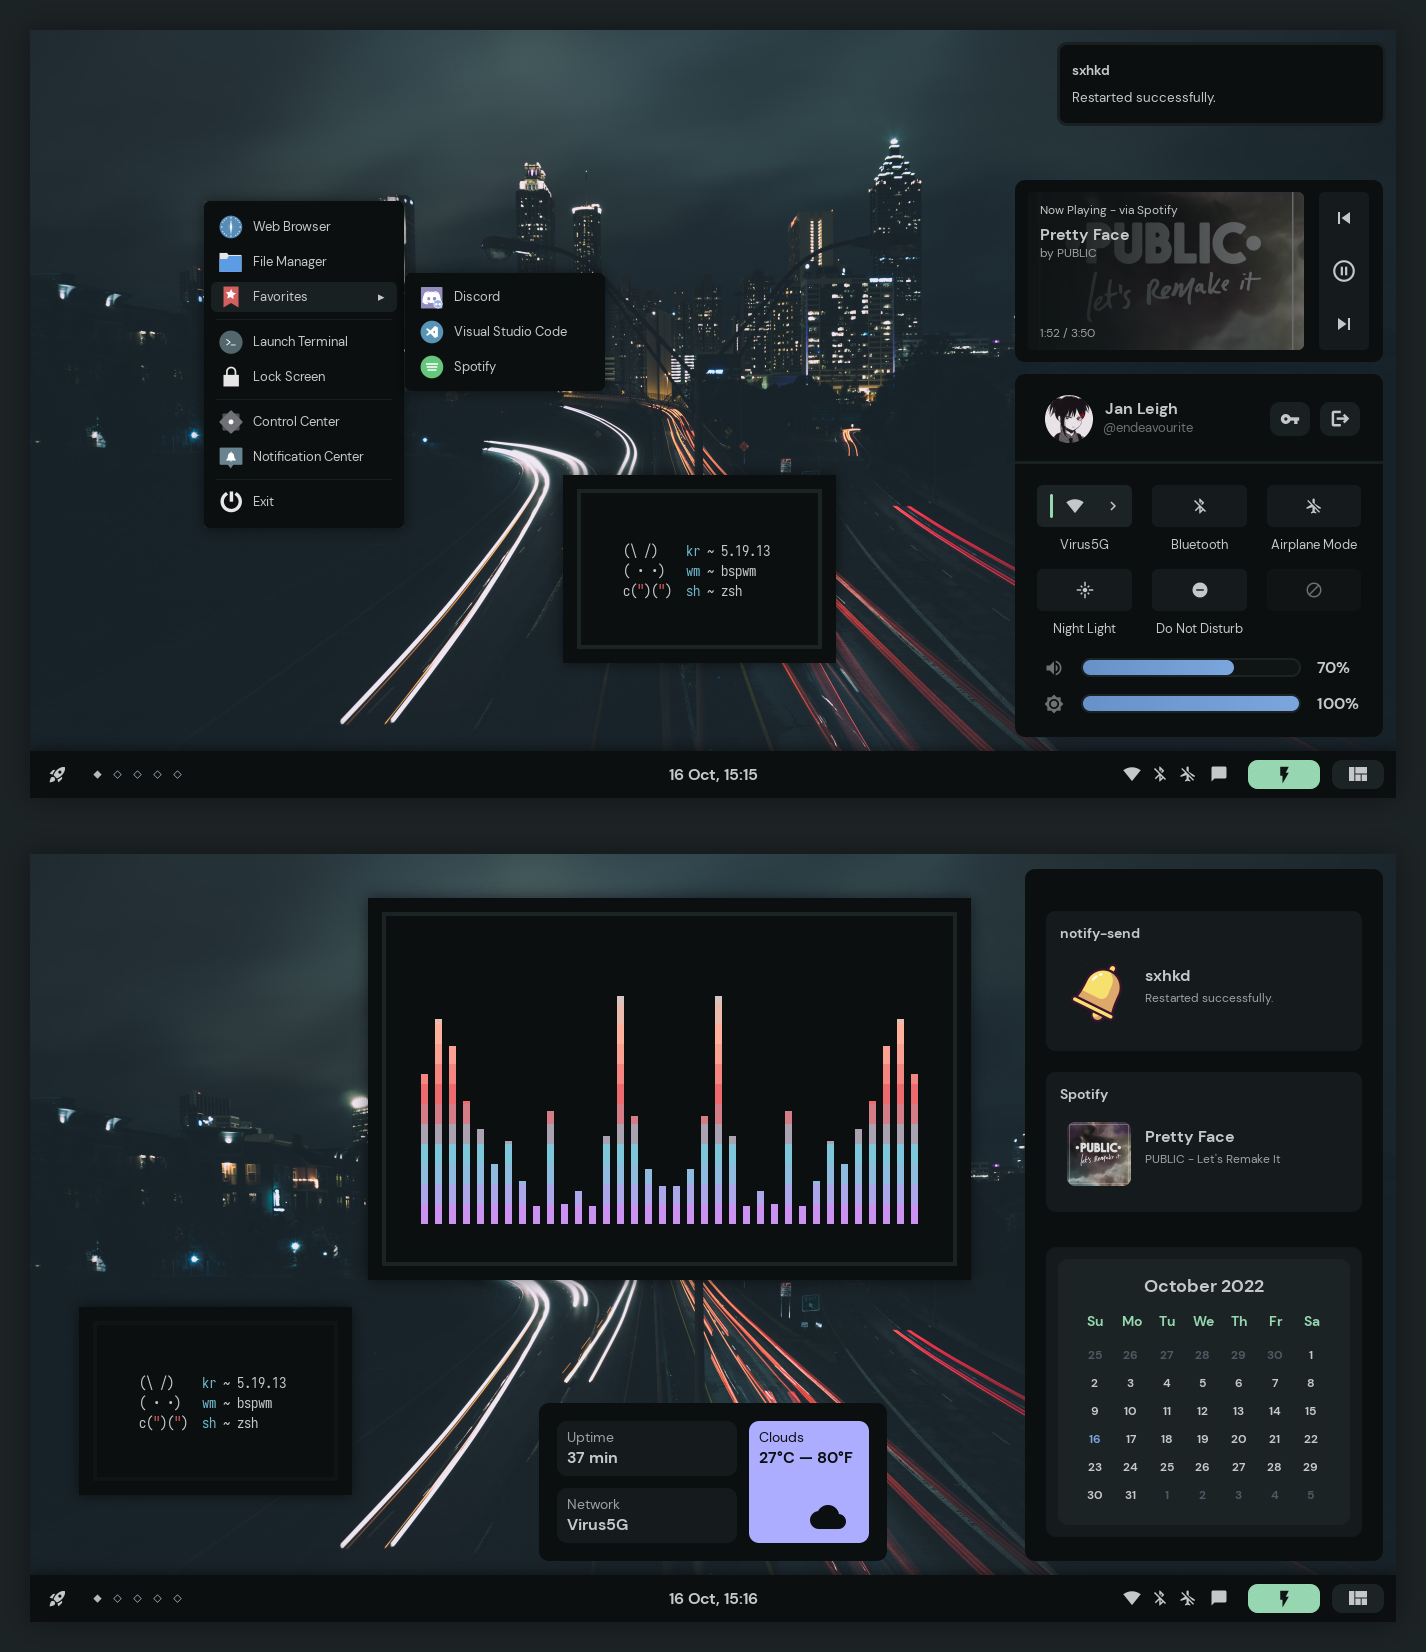 sxhkd
Restarted successfully.
Now Playing - via Spotify
Pretty Face
by PUBLIC
PUBLIC•
let's Remake it
1:52 / 3:50
Web Browser
File Manager
Favorites
Launch Terminal
Lock Screen
Control Center
Notification Center
Exit
Discord
Visual Studio Code
Spotify
Jan Leigh
@endeavourite
Virus5G
Bluetooth
Airplane Mode
Night Light
Do Not Disturb
70%
100%
(\ /) kr ~ 5.19.13
( · ·) wm ~ bspwm
c(")(") sh ~ zsh
16 Oct, 15:15
notify-send
sxhkd
Restarted successfully.
Spotify
•PUBLIC•
let's Remake it
Pretty Face
PUBLIC - Let's Remake It
October 2022
Su Mo Tu We Th Fr Sa
25 26 27 28 29 30 1
2 3 4 5 6 7 8
9 10 11 12 13 14 15
16 17 18 19 20 21 22
23 24 25 26 27 28 29
30 31 1 2 3 4 5
(\ /) kr ~ 5.19.13
( · ·) wm ~ bspwm
c(")(") sh ~ zsh
Uptime
37 min
Network
Virus5G
Clouds
27°C — 80°F
16 Oct, 15:16